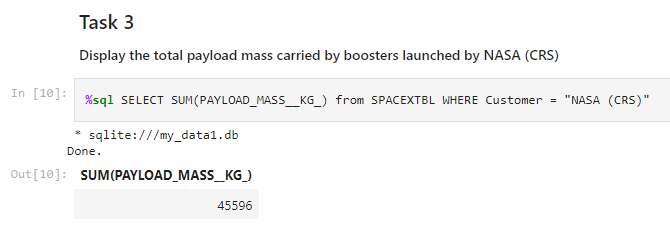 Task 3
Display the total payload mass carried by boosters launched by NASA (CRS)
In [10]: %sql SELECT SUM(PAYLOAD_MASS__KG_) from SPACEXTBL WHERE Customer = "NASA (CRS)"
* sqlite:///my_data1.db
Done.
Out[10]: SUM(PAYLOAD_MASS__KG_)
45596